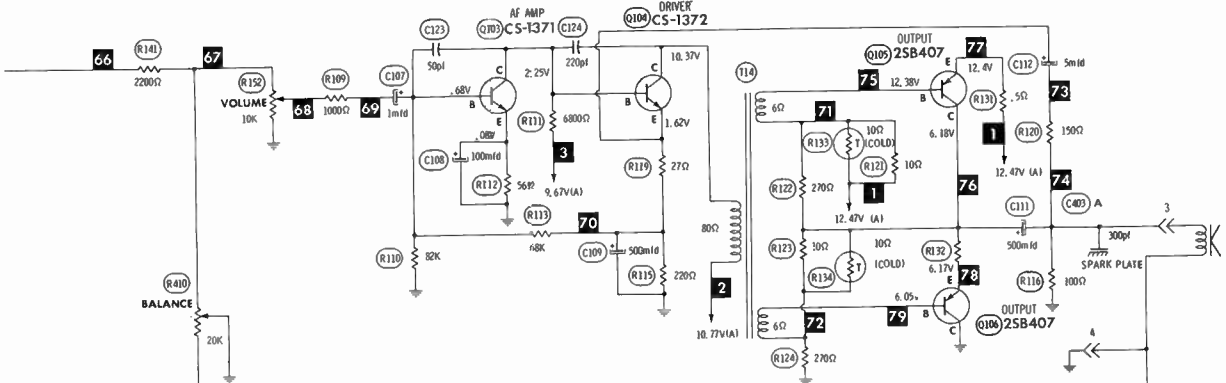 66
R141
2200Ω
67
R152
VOLUME
10K
68
R109
1000Ω
69
C107
1mfd
R410
BALANCE
20K
C123
50pf
AF AMP
Q103 CS-1371
C124
220pf
.68V
B
C
E
2.25V
R111
6800Ω
3
9.67V(A)
C108
100mfd
R112
R113
68K
70
R110
82K
C109
500mfd
DRIVER
Q104 CS-1372
10.37V
C
B
E
1.62V
R119
27Ω
R115
220Ω
80Ω
2
10.77V(A)
T14
6Ω
71
75
12.38V
R133
T
10Ω
(COLD)
R121
10Ω
1
12.47V (A)
R122
270Ω
R123
R134
T
10Ω
(COLD)
6Ω
72
R124
270Ω
79
6.05v
OUTPUT
Q105 2SB407
E
B
C
77
12.4V
6.18V
R131
.5Ω
1
12.47V (A)
76
C112
5mfd
73
R120
150Ω
74
C111
500mfd
C403 A
300pf
SPARK PLATE
3
R132
6.17V
78
E
B
C
OUTPUT
Q106 2SB407
R116
100Ω
4